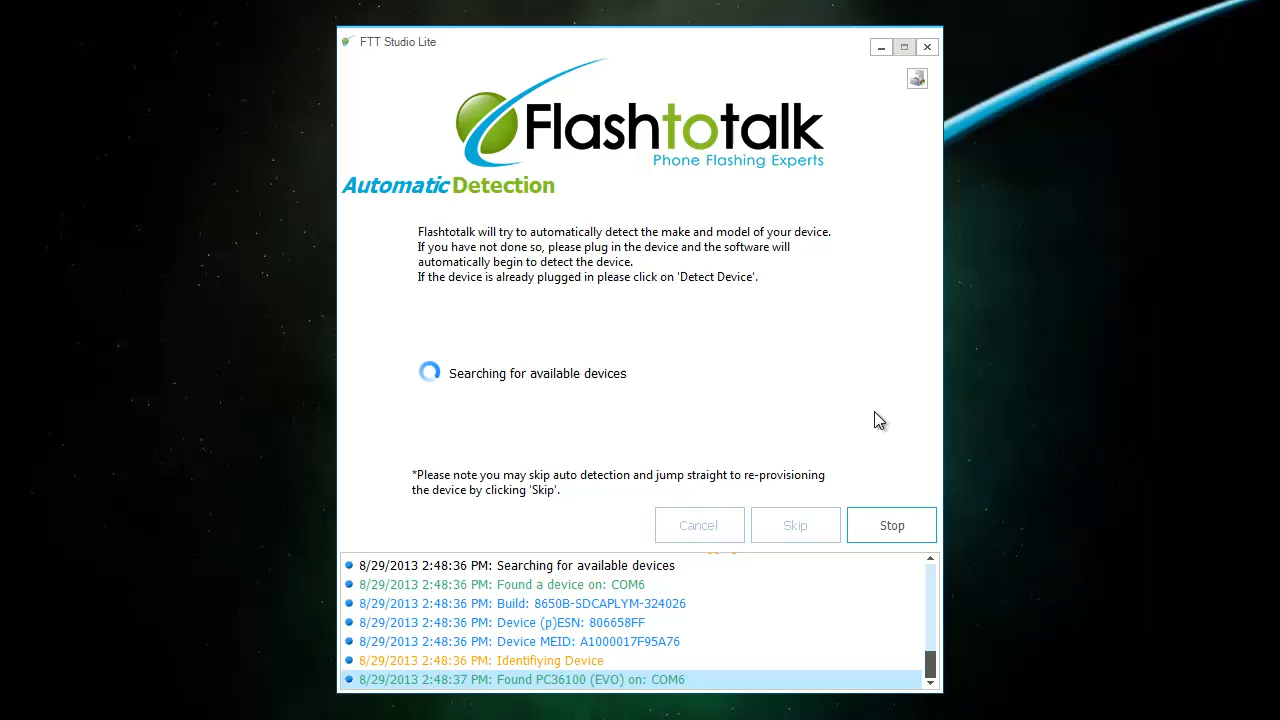 FTT Studio Lite
Flashtotalk
Phone Flashing Experts
Automatic Detection
Flashtotalk will try to automatically detect the make and model of your device.
If you have not done so, please plug in the device and the software will
automatically begin to detect the device.
If the device is already plugged in please click on 'Detect Device'.
Searching for available devices
*Please note you may skip auto detection and jump straight to re-provisioning
the device by clicking 'Skip'.
Cancel Skip Stop
8/29/2013 2:48:36 PM: Searching for available devices
8/29/2013 2:48:36 PM: Found a device on: COM6
8/29/2013 2:48:36 PM: Build: 8650B-SDCAPLYM-324026
8/29/2013 2:48:36 PM: Device (p)ESN: 806658FF
8/29/2013 2:48:36 PM: Device MEID: A1000017F95A76
8/29/2013 2:48:36 PM: Identifiying Device
8/29/2013 2:48:37 PM: Found PC36100 (EVO) on: COM6